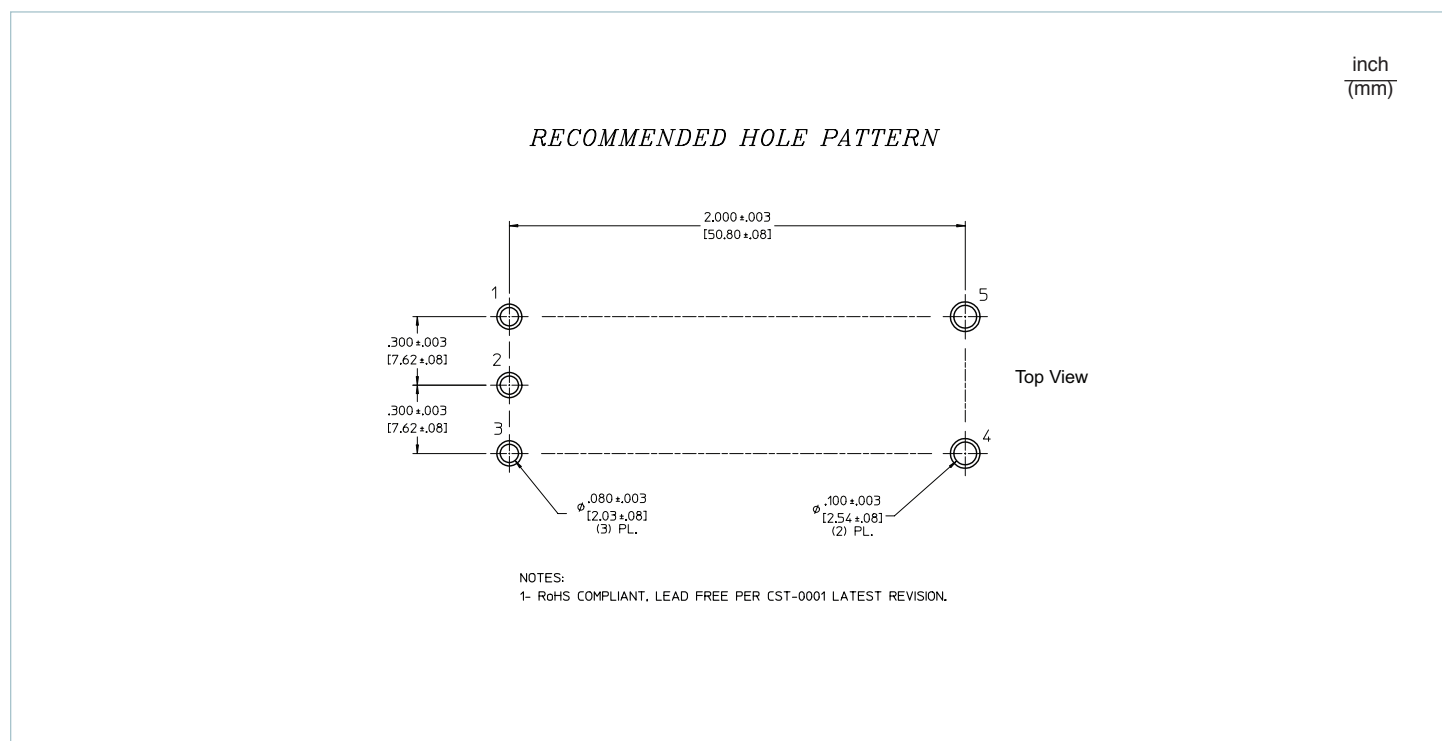 inch
(mm)
RECOMMENDED HOLE PATTERN
2.000±.003
[50.80±.08]
1
5
.300±.003
[7.62±.08]
2
Top View
.300±.003
[7.62±.08]
3
4
ø .080±.003
[2.03±.08]
(3) PL.
ø .100±.003
[2.54±.08]
(2) PL.
NOTES:
1- RoHS COMPLIANT, LEAD FREE PER CST-0001 LATEST REVISION.